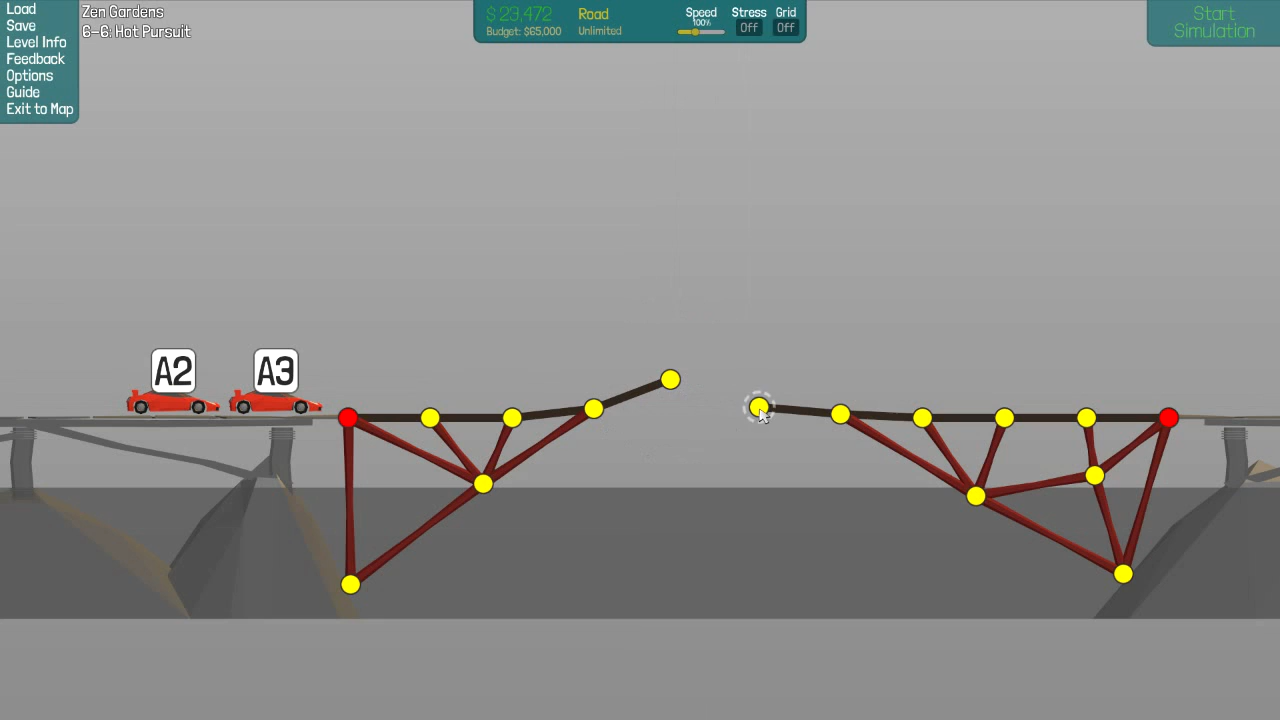 Load
Save
Level Info
Feedback
Options
Guide
Exit to Map
Zen Gardens
6-6: Hot Pursuit
$ 23,472
Budget: $65,000
Road
Unlimited
Speed
100%
Stress
Off
Grid
Off
Start
Simulation
A2
A3